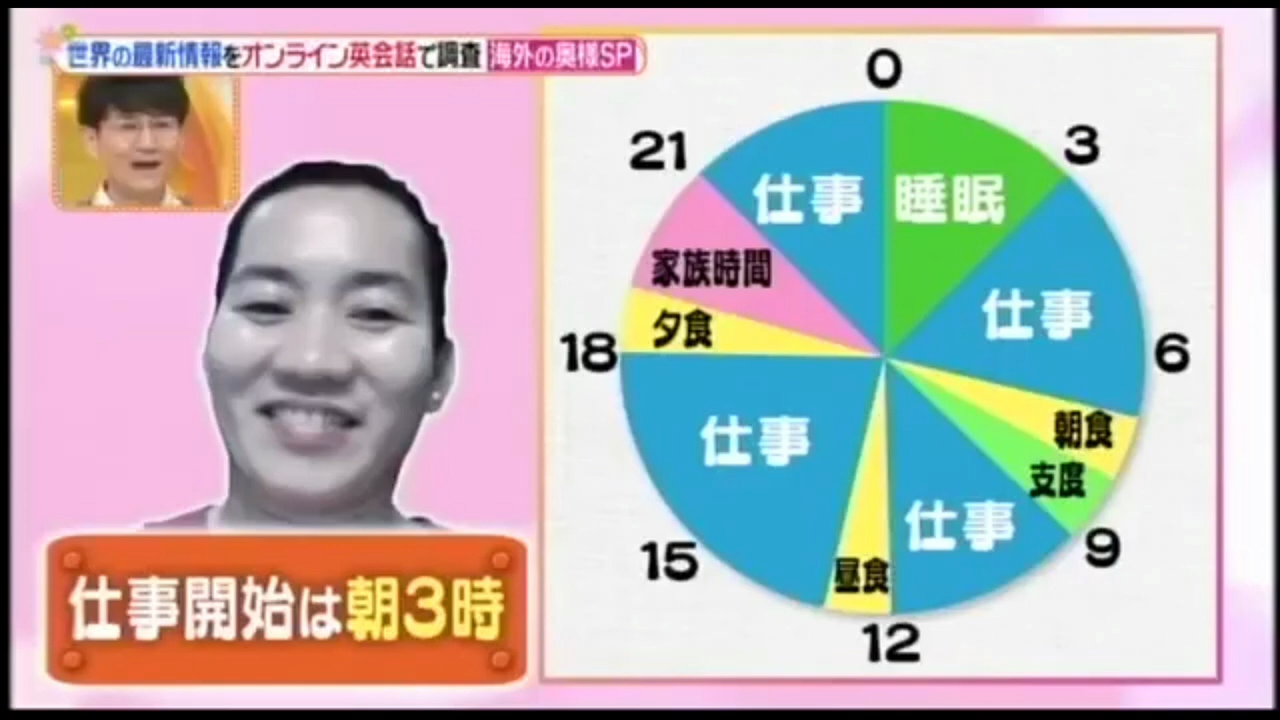 世界の最新情報をオンライン英会話で調査 海外の奥様SP
0
3
6
9
12
15
18
21
睡眠
仕事
朝食
支度
仕事
昼食
仕事
夕食
家族時間
仕事
仕事開始は朝3時